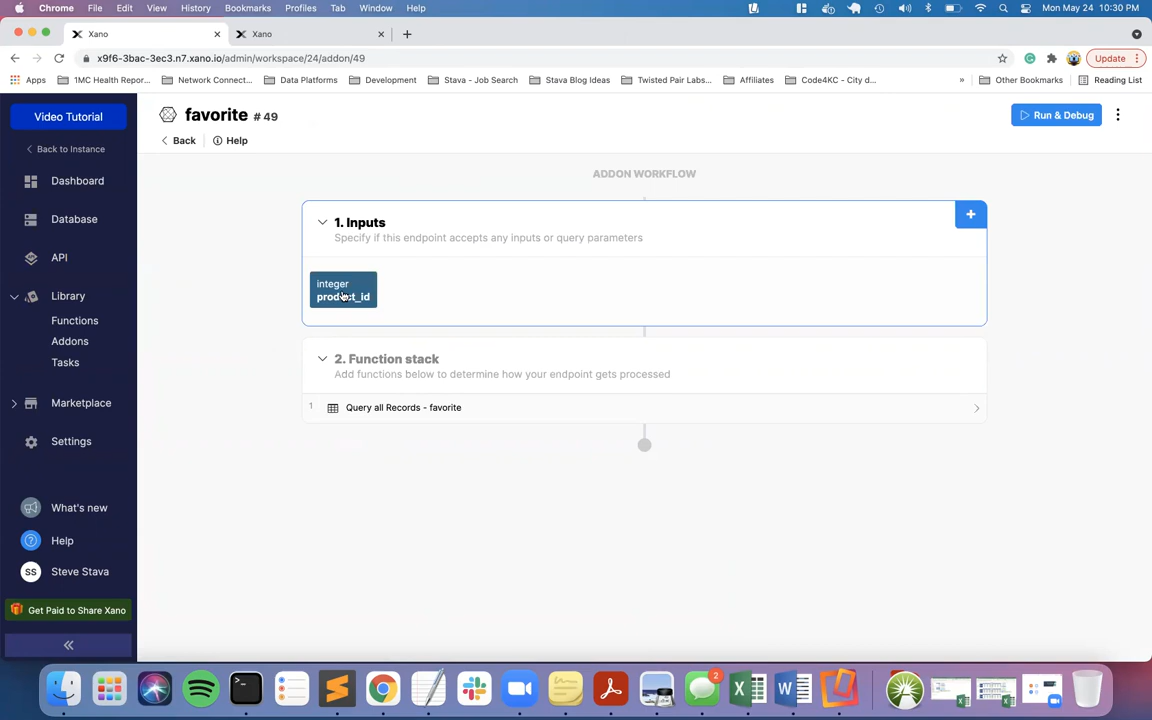 Chrome File Edit View History Bookmarks Profiles Tab Window Help Mon May 24 10:30 PM
Xano Xano
x9f6-3bac-3ec3.n7.xano.io/admin/workspace/24/addon/49 Update
Apps 1MC Health Repor... Network Connect... Data Platforms Development Stava - Job Search Stava Blog Ideas Twisted Pair Labs... Affiliates Code4KC - City d... » Other Bookmarks Reading List
Video Tutorial
Back to Instance
Dashboard
Database
API
Library
Functions
Addons
Tasks
Marketplace
Settings
What's new
Help
SS Steve Stava
Get Paid to Share Xano
favorite # 49
Back Help
Run & Debug
ADDON WORKFLOW
1. Inputs
Specify if this endpoint accepts any inputs or query parameters
integer
product_id
2. Function stack
Add functions below to determine how your endpoint gets processed
1 Query all Records - favorite
2